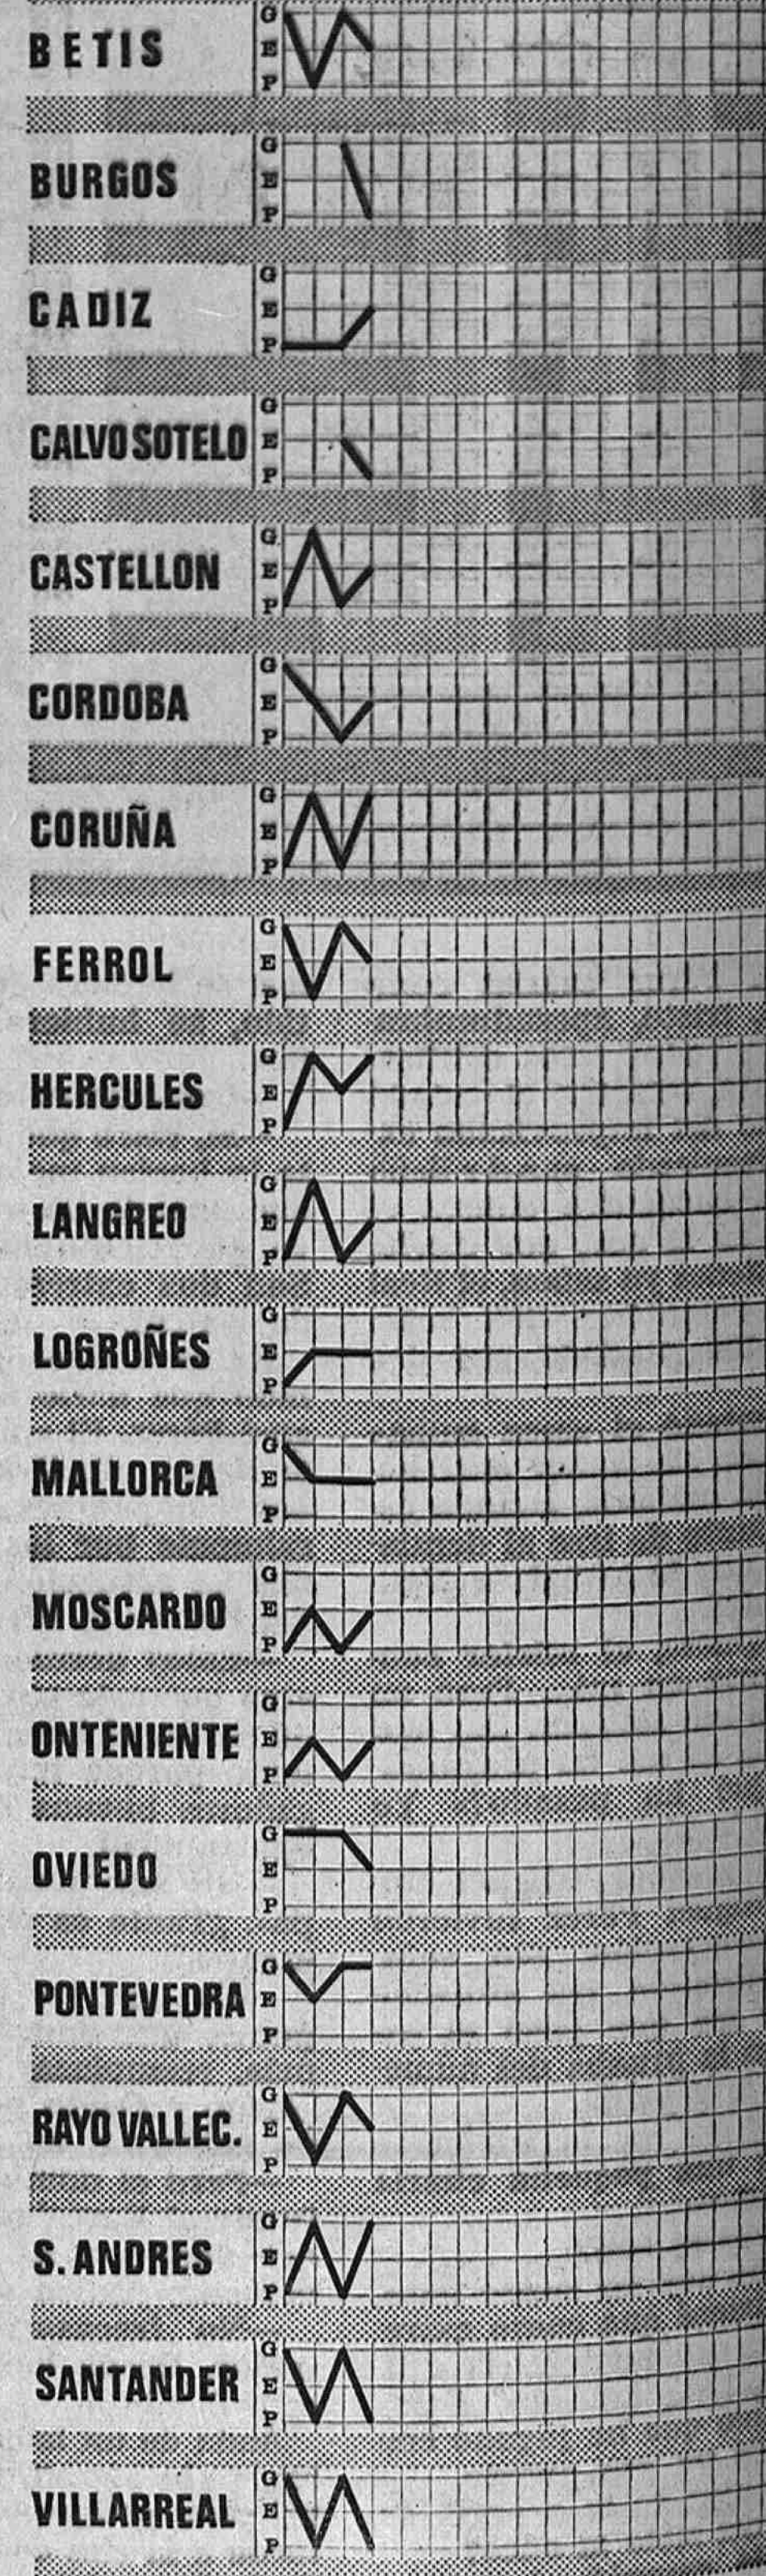 BETIS G
E
P
BURGOS G
E
P
CADIZ G
E
P
CALVO SOTELO G
E
P
CASTELLON G
E
P
CORDOBA G
E
P
CORUÑA G
E
P
FERROL G
E
P
HERCULES G
E
P
LANGREO G
E
P
LOGROÑES G
E
P
MALLORCA G
E
P
MOSCARDO G
E
P
ONTENIENTE G
E
P
OVIEDO G
E
P
PONTEVEDRA G
E
P
RAYO VALLEC. G
E
P
S. ANDRES G
E
P
SANTANDER G
E
P
VILLARREAL G
E
P